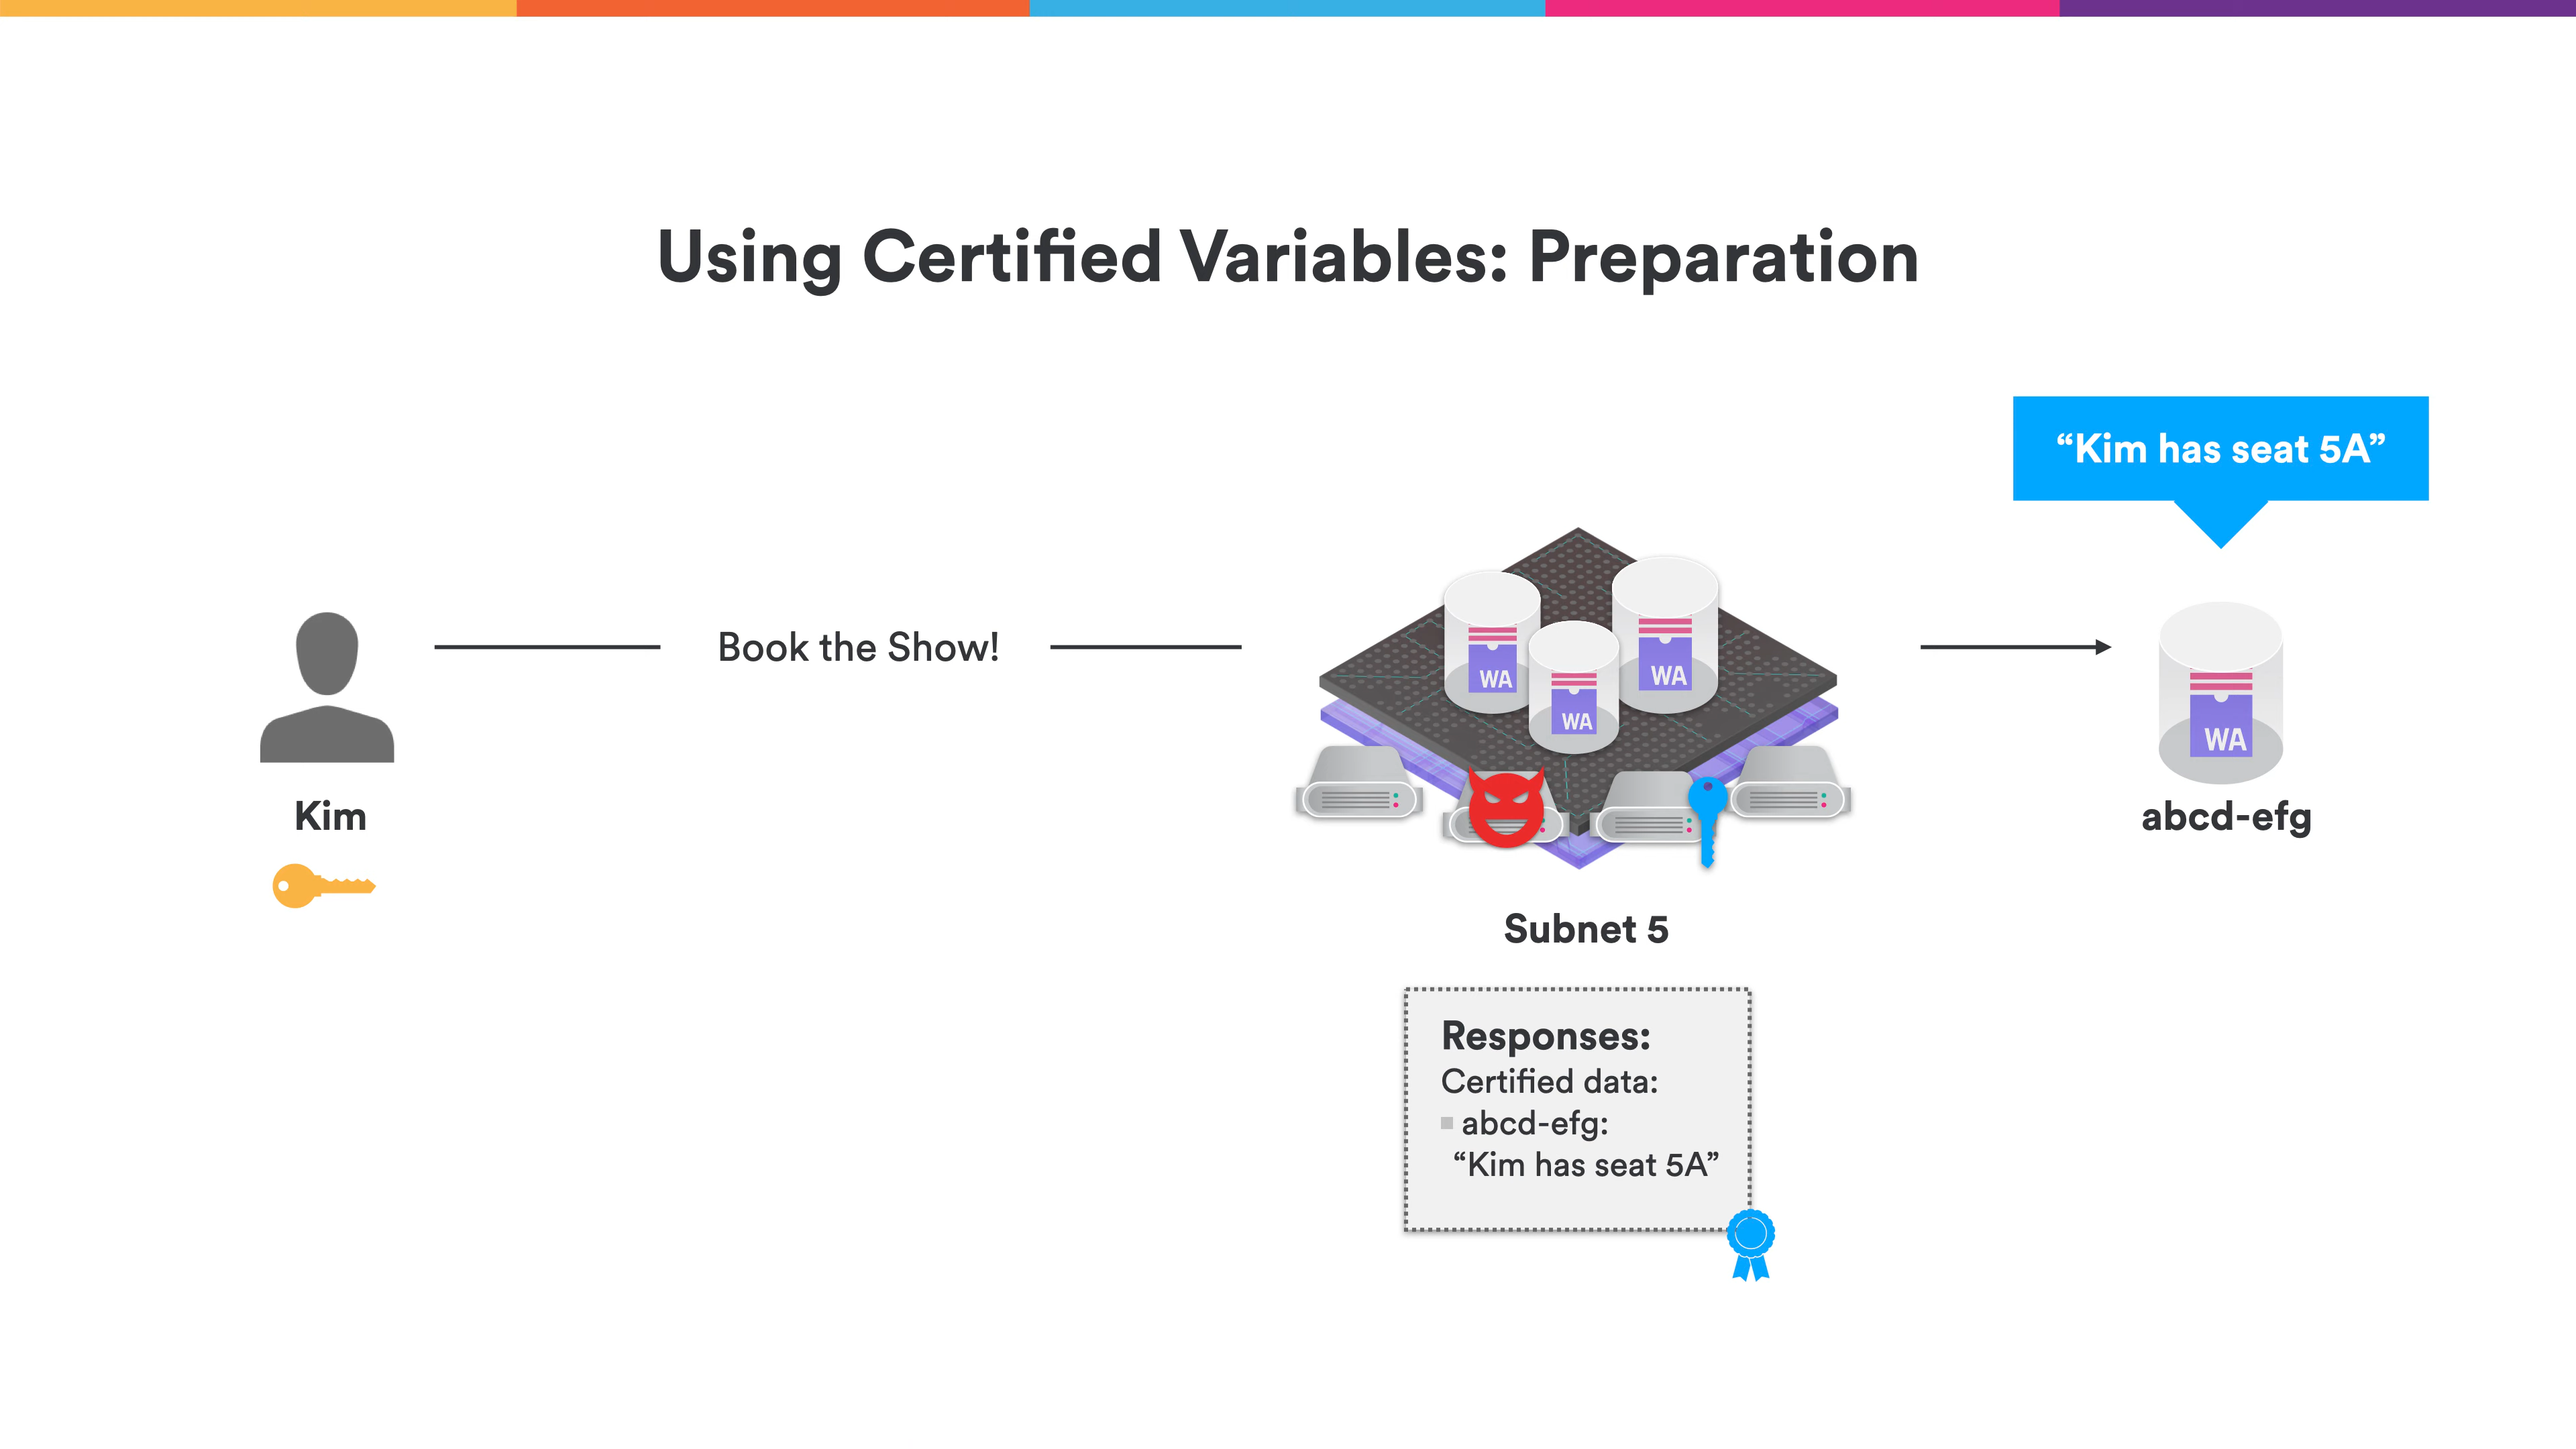 Using Certified Variables: Preparation
“Kim has seat 5A”
Book the Show!
WA
WA
WA
WA
Kim
abcd-efg
Subnet 5
Responses:
Certified data:
abcd-efg:
“Kim has seat 5A”